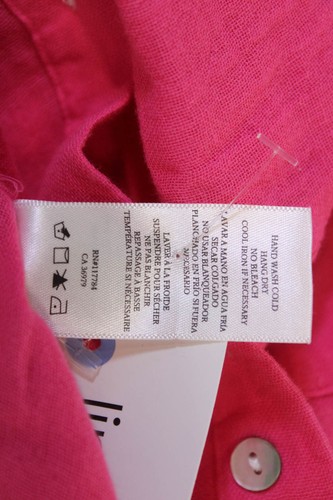 HAND WASH COLD
HANG DRY
NO BLEACH
COOL IRON IF NECESSARY
LAVAR A MANO EN AGUA FRÍA
SECAR COLGADO
NO USAR BLANQUEADOR
PLANCHADO EN FRÍO SI FUERA
NECESARIO
LAVER À LA FROIDE
SUSPENDRE POUR SÉCHER
NE PAS BLANCHIR
REPASSAGE À BASSE
TEMPÉRATURE SI NÉCESSAIRE
RN#117784
CA 36979